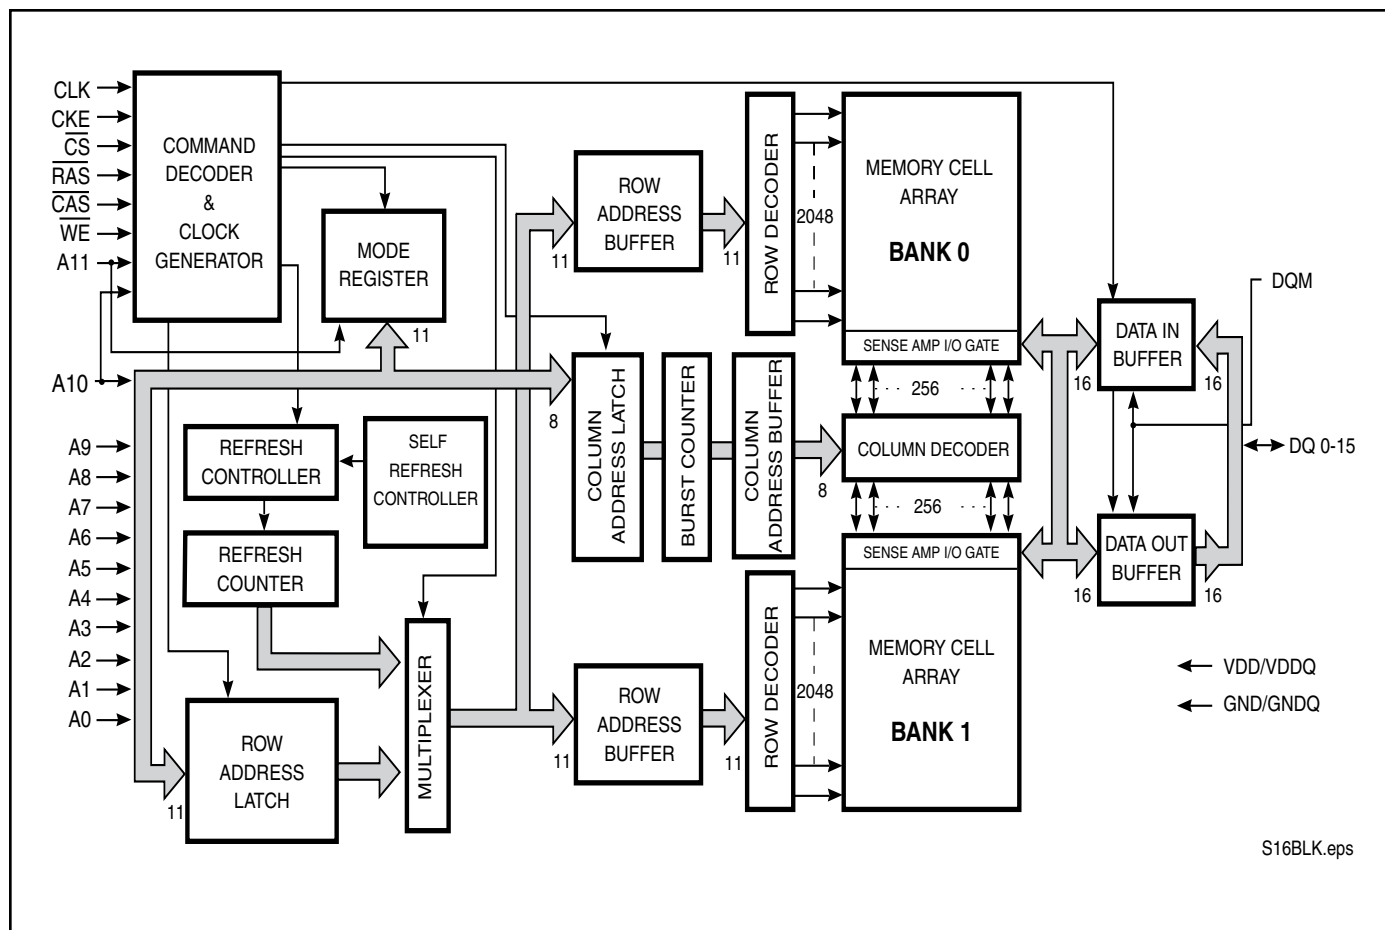 CLK
CKE
CS
RAS
CAS
WE
A11
A10
A9
A8
A7
A6
A5
A4
A3
A2
A1
A0
COMMAND
DECODER
&
CLOCK
GENERATOR
MODE
REGISTER
11
REFRESH
CONTROLLER
SELF
REFRESH
CONTROLLER
REFRESH
COUNTER
ROW
ADDRESS
LATCH
11
MULTIPLEXER
ROW
ADDRESS
BUFFER
11
11
ROW DECODER
2048
MEMORY CELL
ARRAY
BANK 0
SENSE AMP I/O GATE
8
COLUMN
ADDRESS LATCH
BURST COUNTER
COLUMN
ADDRESS BUFFER
8
256
COLUMN DECODER
256
SENSE AMP I/O GATE
MEMORY CELL
ARRAY
BANK 1
ROW
ADDRESS
BUFFER
11
11
ROW DECODER
2048
DATA IN
BUFFER
16
16
DQM
DQ 0-15
DATA OUT
BUFFER
16
16
VDD/VDDQ
GND/GNDQ
S16BLK.eps